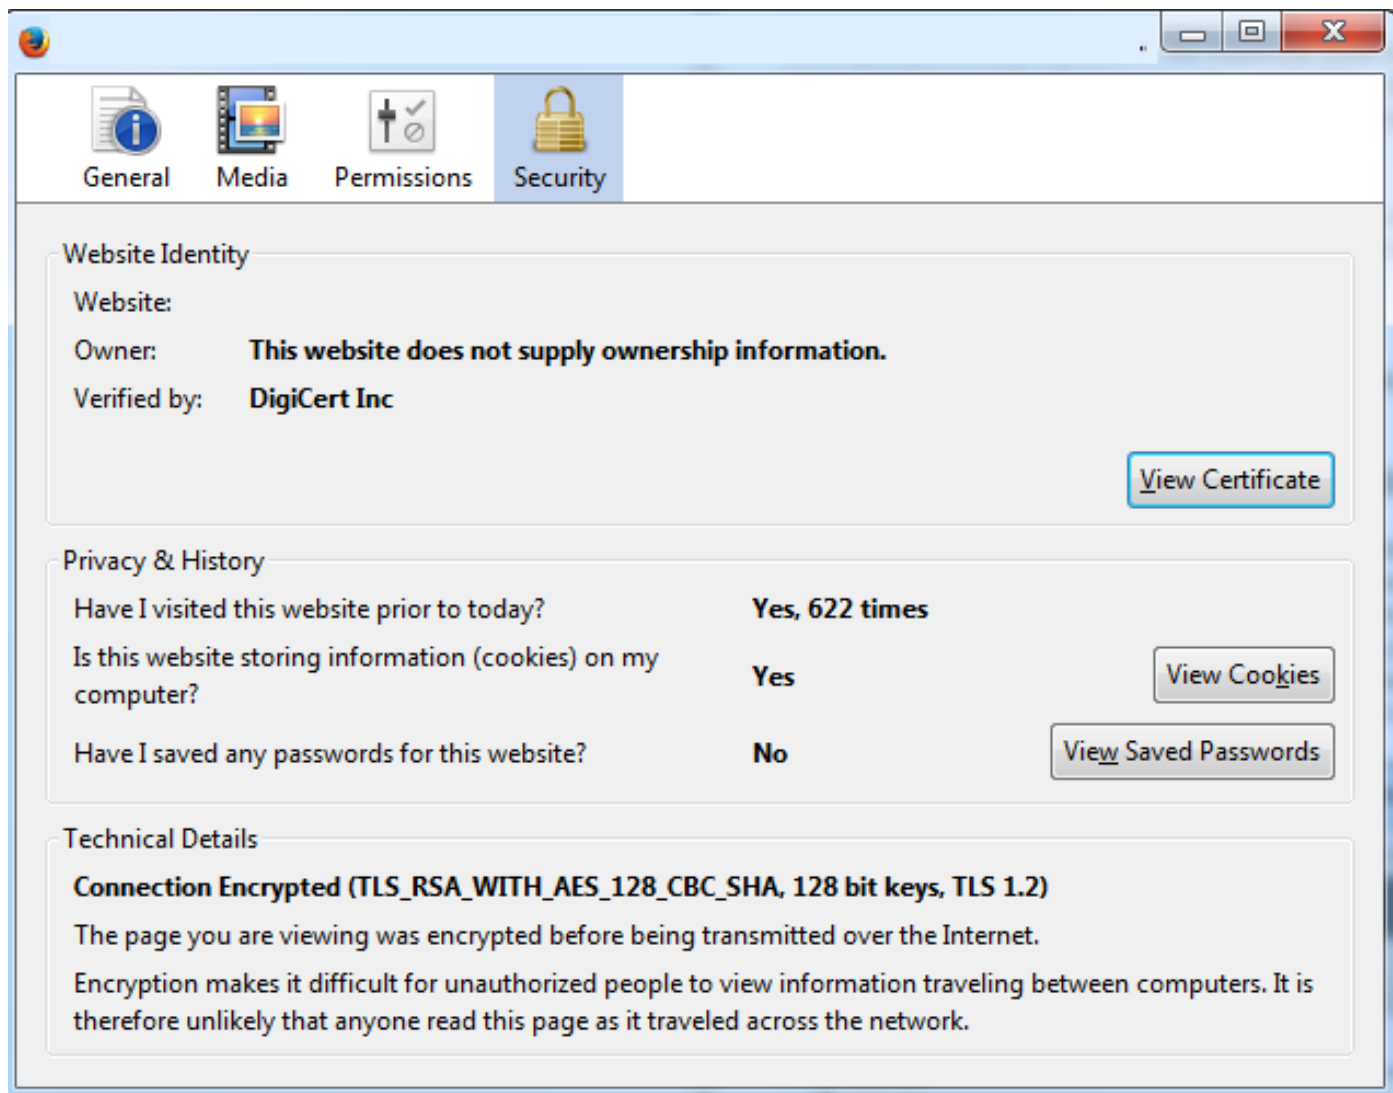 General Media Permissions Security
Website Identity
Website:
Owner: This website does not supply ownership information.
Verified by: DigiCert Inc
View Certificate
Privacy & History
Have I visited this website prior to today? Yes, 622 times
Is this website storing information (cookies) on my
computer? Yes View Cookies
Have I saved any passwords for this website? No View Saved Passwords
Technical Details
Connection Encrypted (TLS_RSA_WITH_AES_128_CBC_SHA, 128 bit keys, TLS 1.2)
The page you are viewing was encrypted before being transmitted over the Internet.
Encryption makes it difficult for unauthorized people to view information traveling between computers. It is
therefore unlikely that anyone read this page as it traveled across the network.